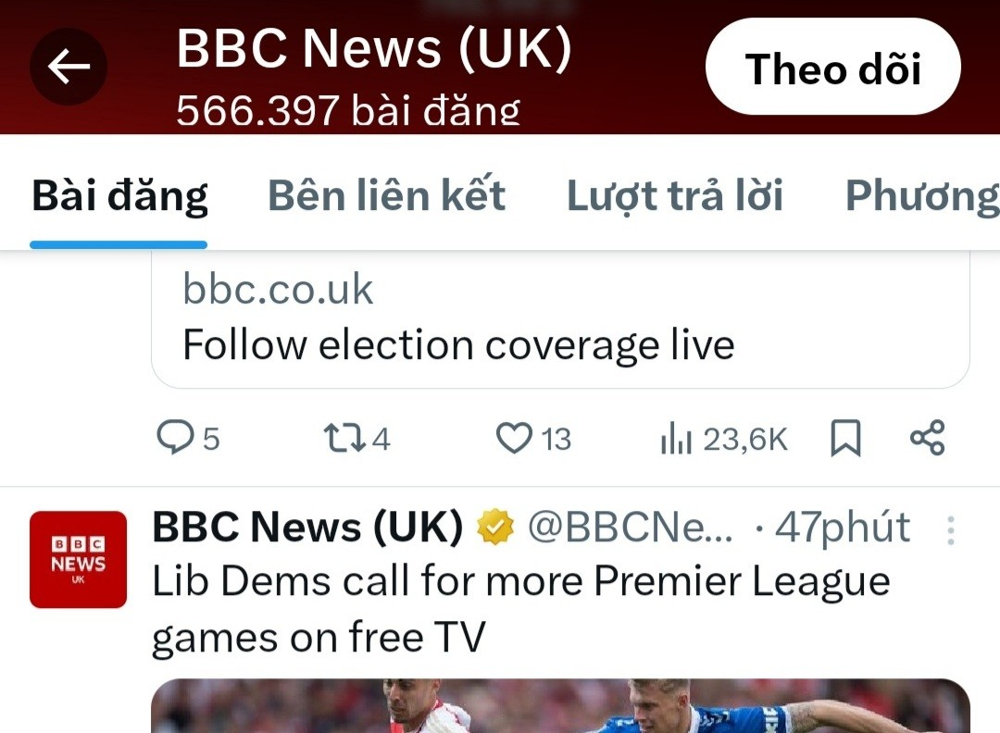 BBC News (UK)
566.397 bài đăng
Theo dõi
Bài đăng
Bên liên kết
Lượt trả lời
Phương
bbc.co.uk
Follow election coverage live
5
4
13
23,6K
BBC NEWS UK
BBC News (UK) @BBCNe... · 47phút
Lib Dems call for more Premier League
games on free TV